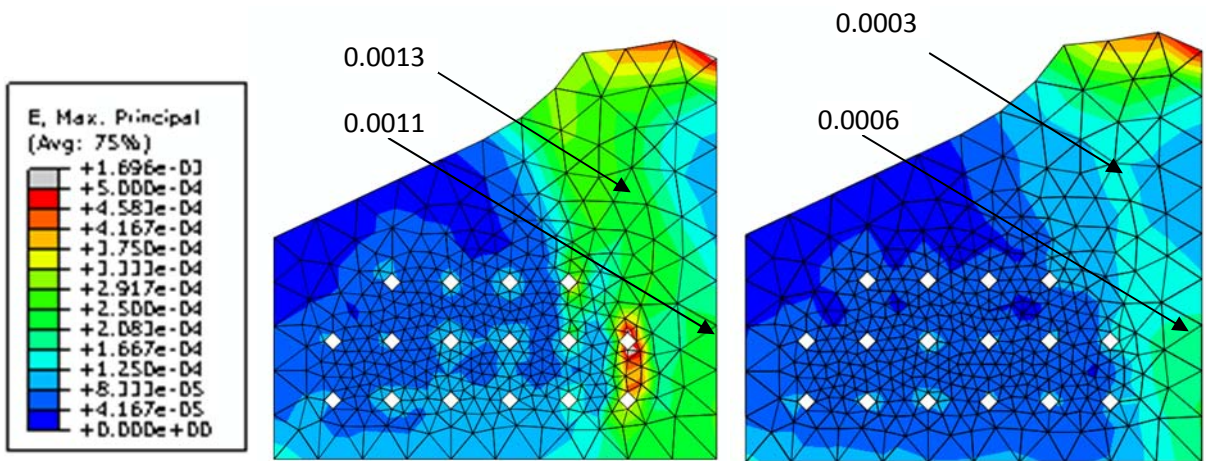 E, Max. Principal
(Avg: 75%)
+1.696e-03
+5.000e-04
+4.583e-04
+4.167e-04
+3.750e-04
+3.333e-04
+2.917e-04
+2.500e-04
+2.083e-04
+1.667e-04
+1.250e-04
+8.333e-05
+4.167e-05
+0.000e+00
0.0013
0.0011
0.0003
0.0006